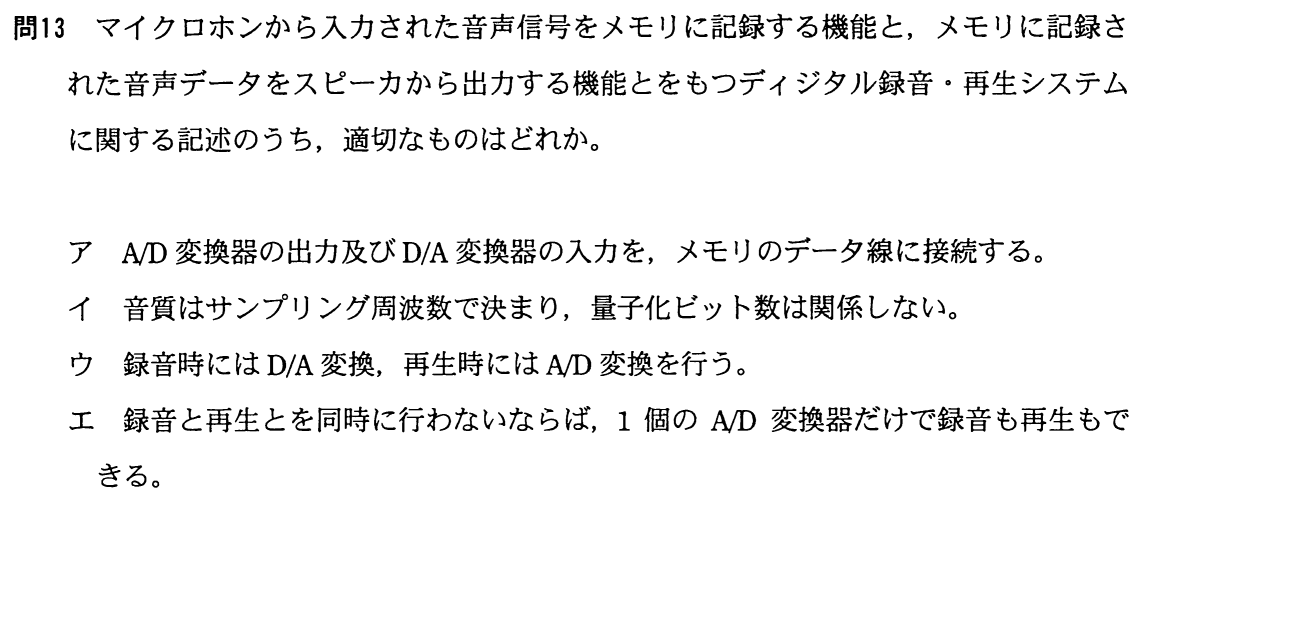 問13 マイクロホンから入力された音声信号をメモリに記録する機能と，メモリに記録さ
れた音声データをスピーカから出力する機能とをもつディジタル録音・再生システム
に関する記述のうち，適切なものはどれか。
ア A/D 変換器の出力及び D/A 変換器の入力を，メモリのデータ線に接続する。
イ 音質はサンプリング周波数で決まり，量子化ビット数は関係しない。
ウ 録音時には D/A 変換，再生時には A/D 変換を行う。
エ 録音と再生とを同時に行わないならば，1 個の A/D 変換器だけで録音も再生もで
きる。